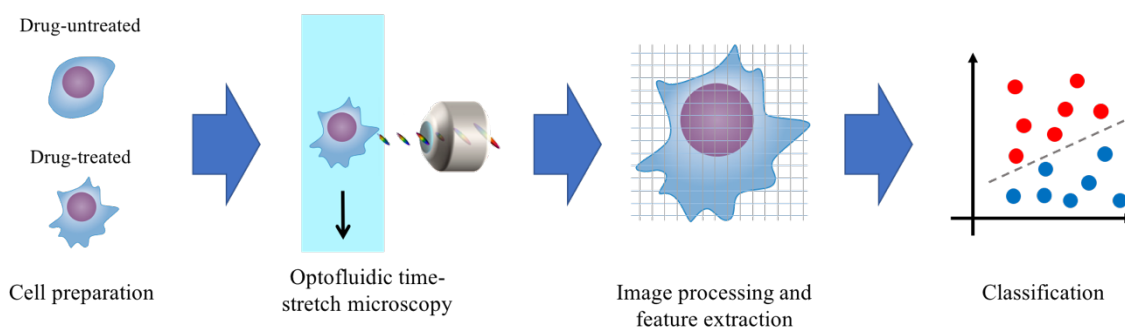 Drug-untreated
Drug-treated
Cell preparation
Optofluidic time-
stretch microscopy
Image processing and
feature extraction
Classification